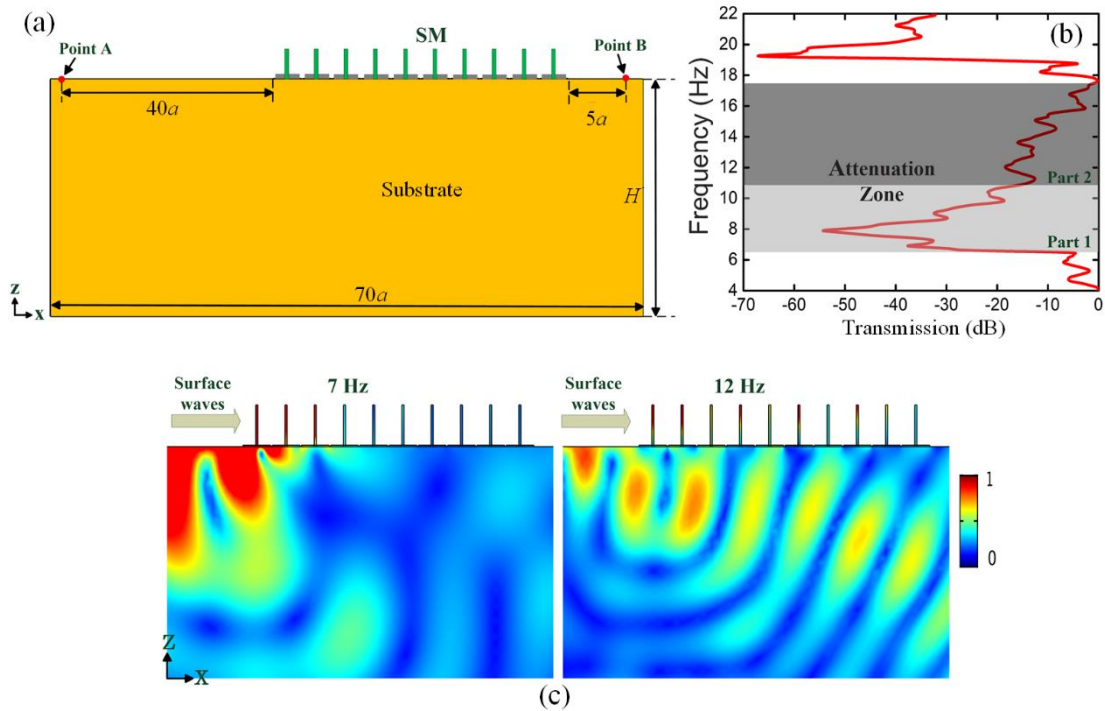 (a)
Point A
SM
Point B
40a
5a
Substrate
H
70a
z
x
(b)
22
20
18
16
14
12
10
8
6
4
Frequency (Hz)
Attenuation
Zone
Part 2
Part 1
-70 -60 -50 -40 -30 -20 -10 0
Transmission (dB)
Surface
waves
7 Hz
Surface
waves
12 Hz
1
0
Z
X
(c)